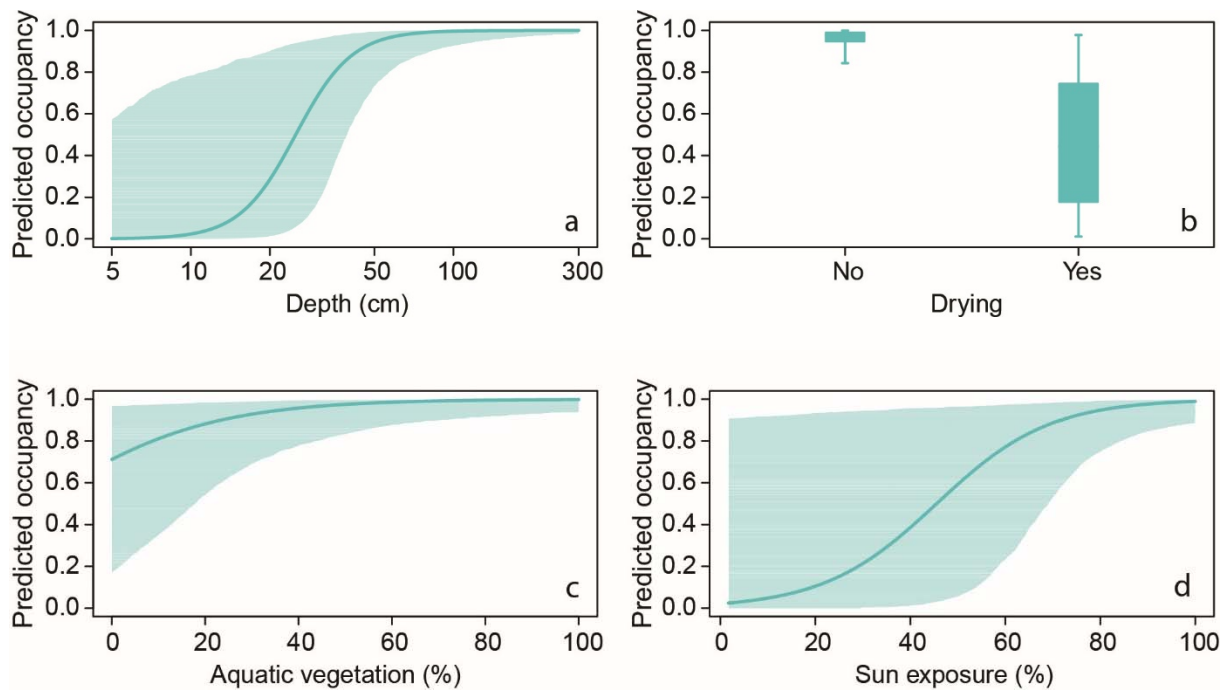 Predicted occupancy
1.0
0.8
0.6
0.4
0.2
0.0
a
5 10 20 50 100 300
Depth (cm)
Predicted occupancy
1.0
0.8
0.6
0.4
0.2
0.0
b
No Yes
Drying
Predicted occupancy
1.0
0.8
0.6
0.4
0.2
0.0
c
0 20 40 60 80 100
Aquatic vegetation (%)
Predicted occupancy
1.0
0.8
0.6
0.4
0.2
0.0
d
0 20 40 60 80 100
Sun exposure (%)